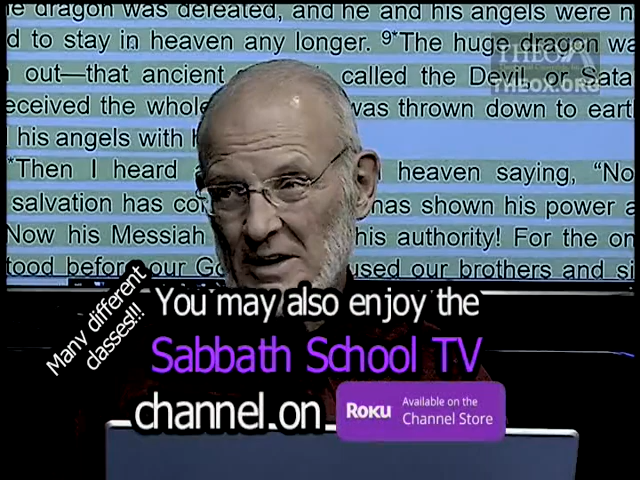 he dragon was defeated, and he and his angels were n
d to stay in heaven any longer. 9*The huge dragon wa
out—that ancient called the Devil, or Sata
eceived the whole was thrown down to eart
his angels with h
*Then I heard heaven saying, “No
salvation has co has shown his power a
Now his Messiah his authority! For the on
tood before our Go used our brothers and si
THEOX
THEOX.ORG
Many different
classes!!!
You may also enjoy the
Sabbath School TV
channel on
Roku
Available on the
Channel Store